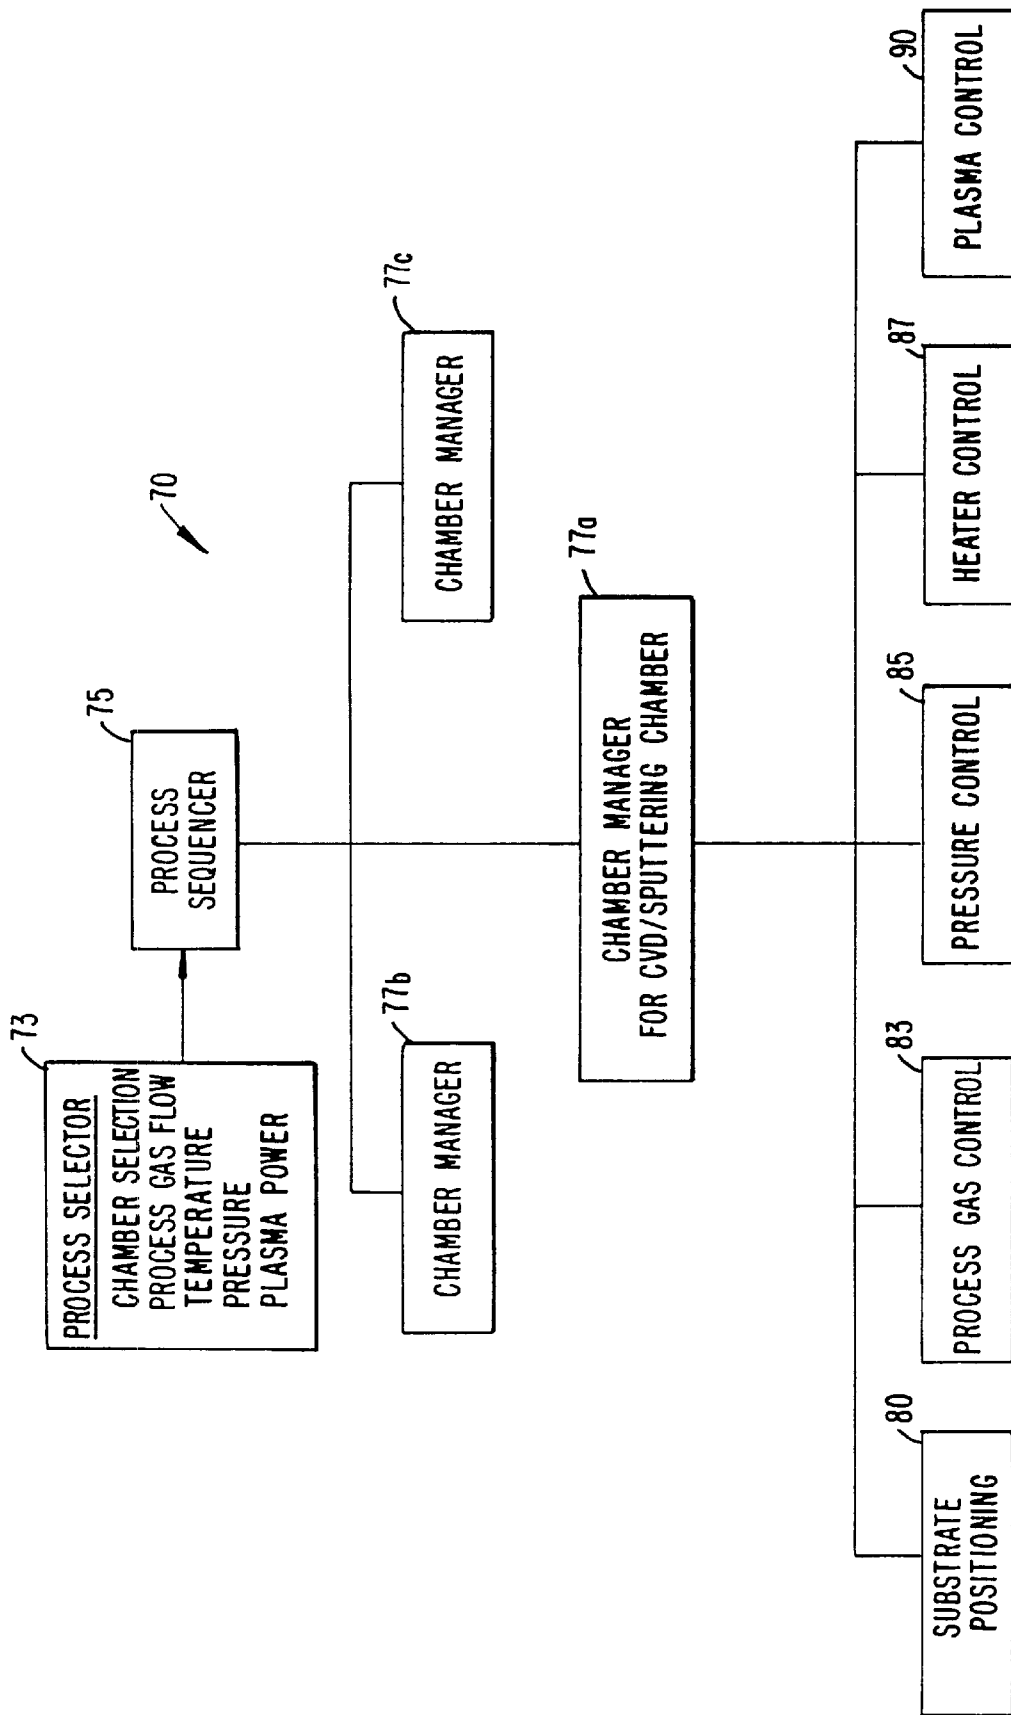 70
73
PROCESS SELECTOR
CHAMBER SELECTION
PROCESS GAS FLOW
TEMPERATURE
PRESSURE
PLASMA POWER
75
PROCESS
SEQUENCER
77b
CHAMBER MANAGER
77c
CHAMBER MANAGER
77a
CHAMBER MANAGER
FOR CVD/SPUTTERING CHAMBER
80
SUBSTRATE
POSITIONING
83
PROCESS GAS CONTROL
85
PRESSURE CONTROL
87
HEATER CONTROL
90
PLASMA CONTROL